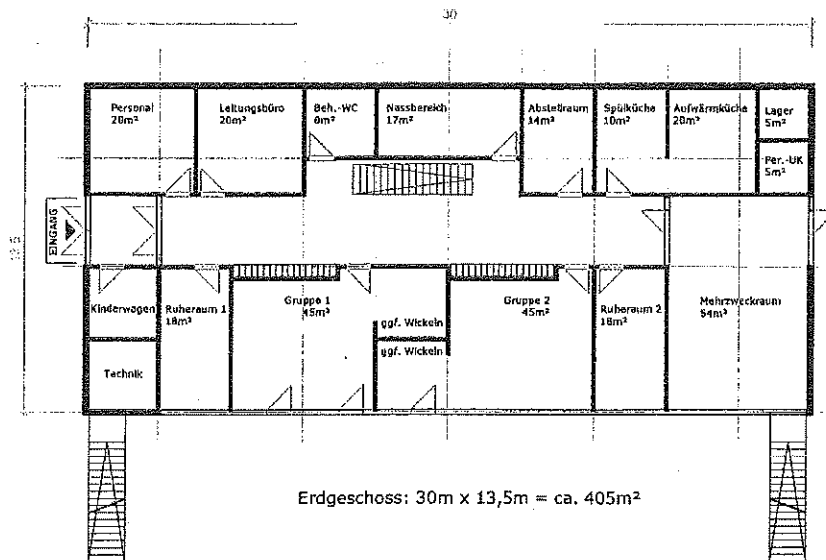 30
Personal
20m²
Leitungsbüro
20m²
Beh.-WC
Nassbereich
17m²
Abstellraum
14m²
Spülküche
10m²
Aufwärmküche
20m²
Lager
5m²
Per.-UK
5m²
EINGANG
Kinderwagen
Technik
Ruheraum 1
18m²
Gruppe 1
45m²
ggf. Wickeln
ggf. Wickeln
Gruppe 2
45m²
Ruheraum 2
18m²
Mehrzweckraum
54m²
Erdgeschoss: 30m x 13,5m = ca. 405m²